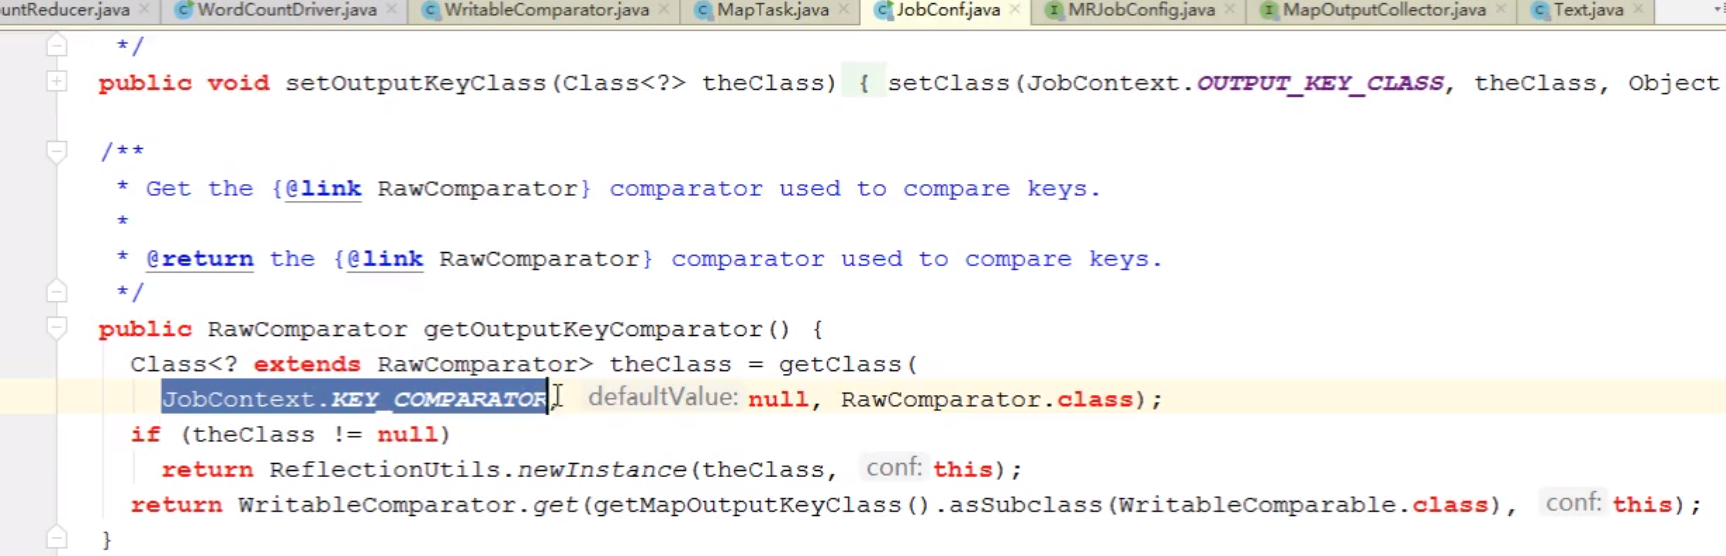 untReducer.java WordCountDriver.java WritableComparator.java MapTask.java JobConf.java MRJobConfig.java MapOutputCollector.java Text.java
*/
public void setOutputKeyClass(Class<?> theClass) { setClass(JobContext.OUTPUT_KEY_CLASS, theClass, Object
/**
* Get the {@link RawComparator} comparator used to compare keys.
*
* @return the {@link RawComparator} comparator used to compare keys.
*/
public RawComparator getOutputKeyComparator() {
Class<? extends RawComparator> theClass = getClass(
JobContext.KEY_COMPARATOR, defaultValue: null, RawComparator.class);
if (theClass != null)
return ReflectionUtils.newInstance(theClass, conf: this);
return WritableComparator.get(getMapOutputKeyClass().asSubclass(WritableComparable.class), conf: this);
}